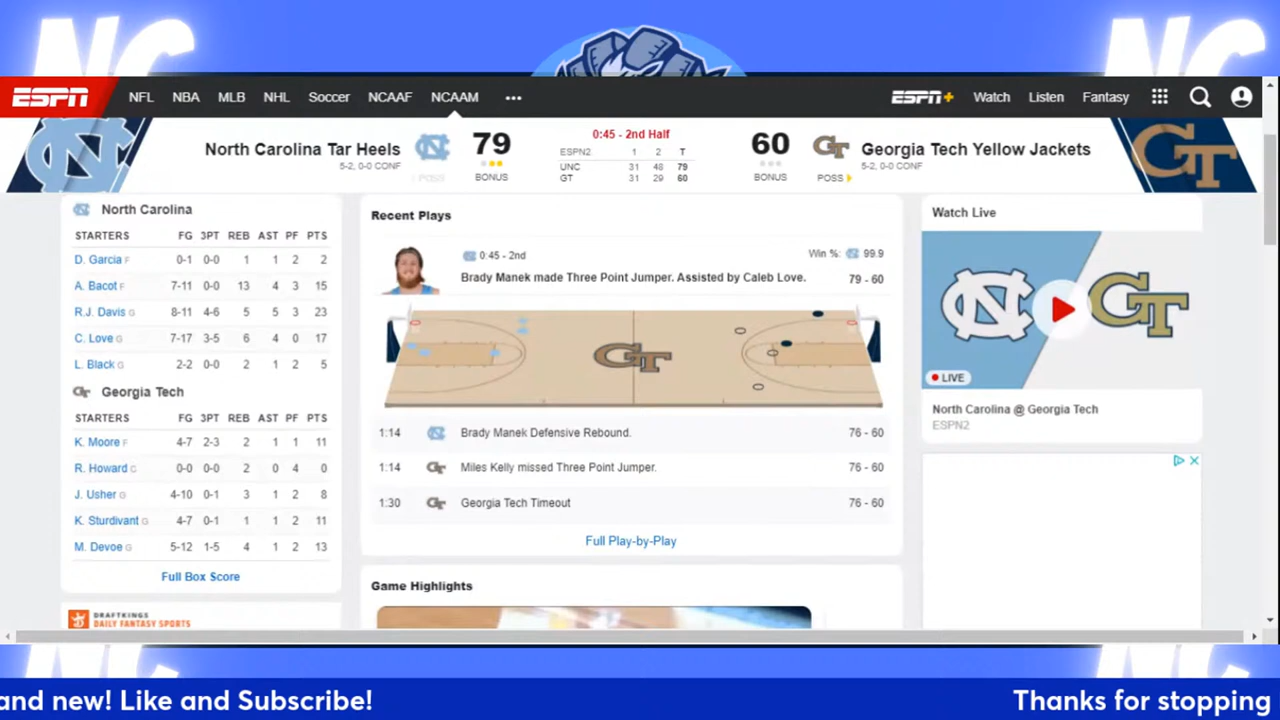 NC
NC
ESPN NFL NBA MLB NHL Soccer NCAAF NCAAM ••• ESPN+ Watch Listen Fantasy
North Carolina Tar Heels 79 0:45 - 2nd Half 60 Georgia Tech Yellow Jackets
5-2, 0-0 CONF ESPN2 1 2 T 5-2, 0-0 CONF
UNC 31 48 79
POSS BONUS GT 31 29 60 BONUS POSS
GT
North Carolina
STARTERS FG 3PT REB AST PF PTS
D. Garcia F 0-1 0-0 1 1 2 2
A. Bacot F 7-11 0-0 13 4 3 15
R.J. Davis G 8-11 4-6 5 5 3 23
C. Love G 7-17 3-5 6 4 0 17
L. Black G 2-2 0-0 2 1 2 5
Georgia Tech
STARTERS FG 3PT REB AST PF PTS
K. Moore F 4-7 2-3 2 1 1 11
R. Howard C 0-0 0-0 2 0 4 0
J. Usher G 4-10 0-1 3 1 2 8
K. Sturdivant G 4-7 0-1 1 1 2 11
M. Devoe G 5-12 1-5 4 1 2 13
Full Box Score
DRAFTKINGS
DAILY FANTASY SPORTS
Recent Plays
0:45 - 2nd Win %: 99.9
Brady Manek made Three Point Jumper. Assisted by Caleb Love. 79 - 60
GT
1:14 Brady Manek Defensive Rebound. 76 - 60
1:14 Miles Kelly missed Three Point Jumper. 76 - 60
1:30 Georgia Tech Timeout 76 - 60
Full Play-by-Play
Game Highlights
Watch Live
NC GT
LIVE
North Carolina @ Georgia Tech
ESPN2
NC
NC
and new! Like and Subscribe! Thanks for stopping